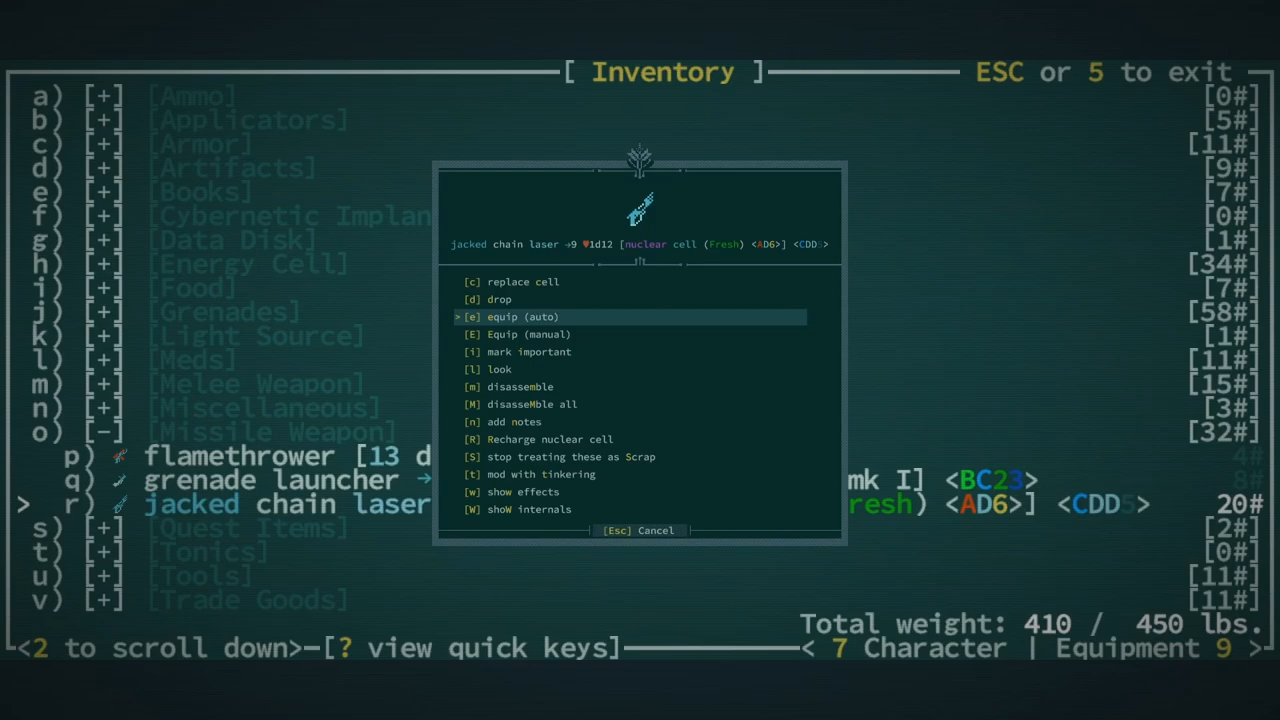 [ Inventory ] ESC or 5 to exit
a) [+] [Ammo] [0#]
b) [+] [Applicators] [5#]
c) [+] [Armor] [11#]
d) [+] [Artifacts] [9#]
e) [+] [Books] [7#]
f) [+] [Cybernetic Implan [0#]
g) [+] [Data Disk] [1#]
h) [+] [Energy Cell] [34#]
i) [+] [Food] [7#]
j) [+] [Grenades] [58#]
k) [+] [Light Source] [1#]
l) [+] [Meds] [11#]
m) [+] [Melee Weapon] [15#]
n) [+] [Miscellaneous] [3#]
o) [-] [Missile Weapon] [32#]
p) flamethrower [13 d 4#
q) grenade launcher → mk I] <BC23> 8#
> r) jacked chain laser resh) <AD6>] <CDD5> 20#
s) [+] [Quest Items] [2#]
t) [+] [Tonics] [0#]
u) [+] [Tools] [11#]
v) [+] [Trade Goods] [11#]
Total weight: 410 / 450 lbs.
<2 to scroll down> [? view quick keys] < 7 Character | Equipment 9 >
jacked chain laser →9 ♥1d12 [nuclear cell (Fresh) <AD6>] <CDD5>
[c] replace cell
[d] drop
> [e] equip (auto)
[E] Equip (manual)
[i] mark important
[l] look
[m] disassemble
[M] disasseMble all
[n] add notes
[R] Recharge nuclear cell
[S] stop treating these as Scrap
[t] mod with tinkering
[w] show effects
[W] shoW internals
[Esc] Cancel